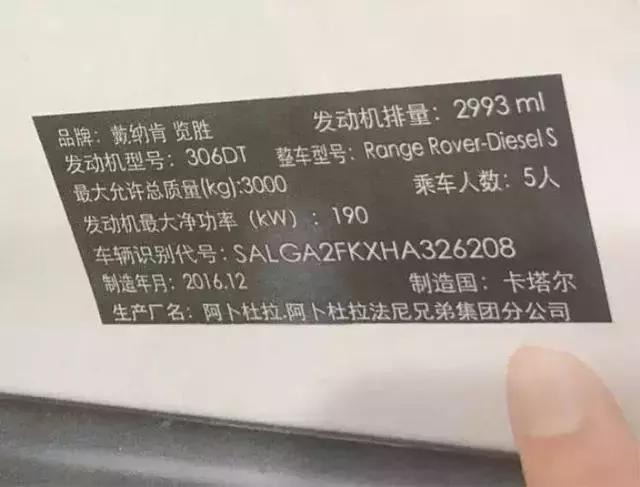 品牌：勷纳肯 览胜 发动机排量：2993 ml
发动机型号：306DT 整车型号：Range Rover-Diesel S
最大允许总质量(kg):3000 乘车人数：5人
发动机最大净功率（kW）：190
车辆识别代号：SALGA2FKXHA326208
制造年月：2016.12 制造国：卡塔尔
生产厂名：阿卜杜拉.阿卜杜拉法尼兄弟集团分公司